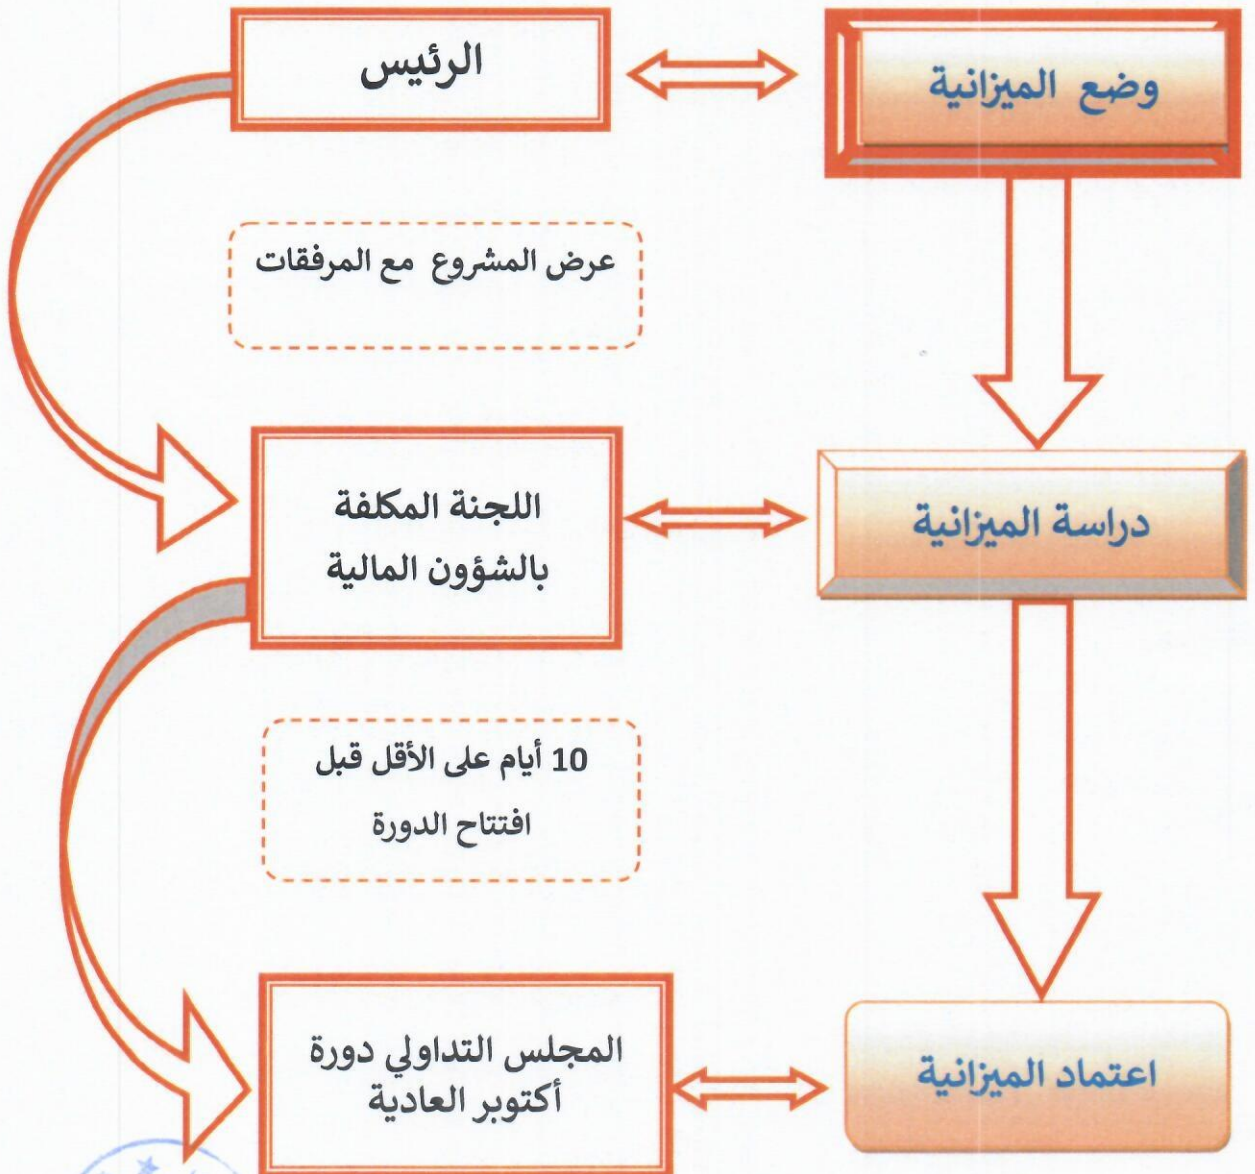 وضع الميزانية
الرئيس
عرض المشروع مع المرفقات
دراسة الميزانية
اللجنة المكلفة
بالشؤون المالية
10 أيام على الأقل قبل
افتتاح الدورة
اعتماد الميزانية
المجلس التداولي دورة
أكتوبر العادية